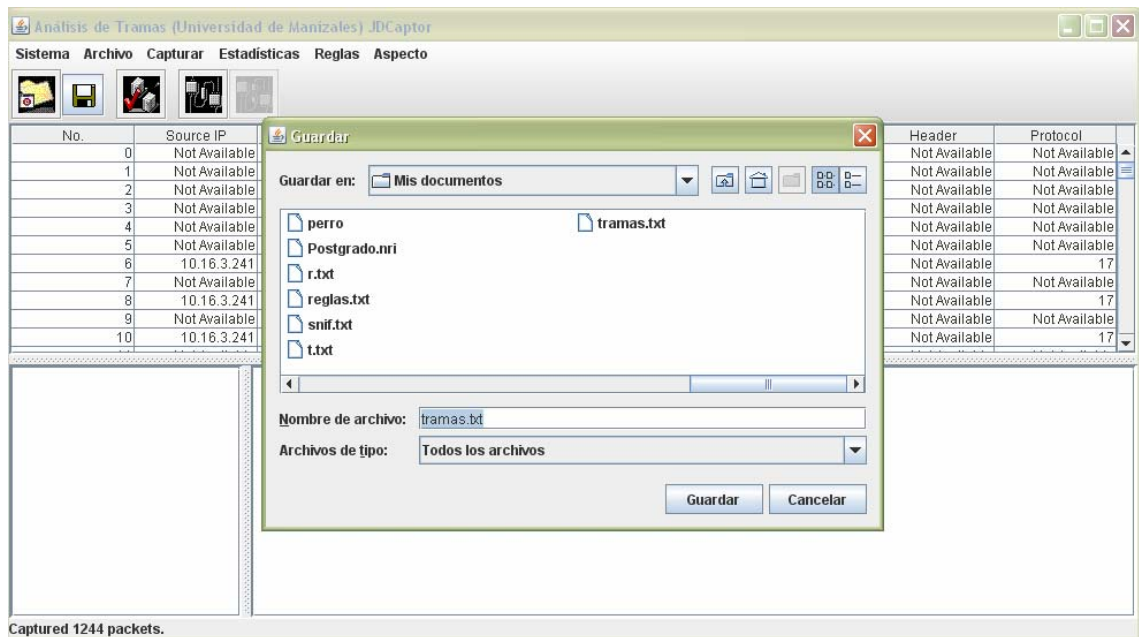 Análisis de Tramas (Universidad de Manizales) JDCaptor
Sistema Archivo Capturar Estadísticas Reglas Aspecto
No. Source IP Header Protocol
0 Not Available Not Available Not Available
1 Not Available Not Available Not Available
2 Not Available Not Available Not Available
3 Not Available Not Available Not Available
4 Not Available Not Available Not Available
5 Not Available Not Available Not Available
6 10.16.3.241 Not Available 17
7 Not Available Not Available Not Available
8 10.16.3.241 Not Available 17
9 Not Available Not Available Not Available
10 10.16.3.241 Not Available 17
Guardar
Guardar en: Mis documentos
perro tramas.txt
Postgrado.nri
r.txt
reglas.txt
snif.txt
t.txt
Nombre de archivo: tramas.txt
Archivos de tipo: Todos los archivos
Guardar Cancelar
Captured 1244 packets.